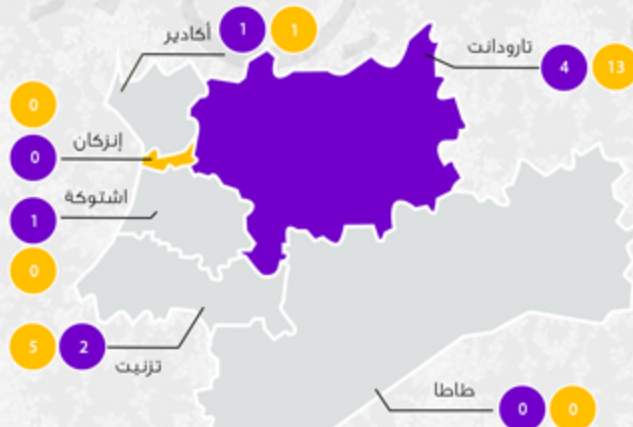 أكادير 1 1
تارودانت 4 13
0
إنزكان
0
اشتوكة
1
0
5 2
تزنيت
طاطا 0 0